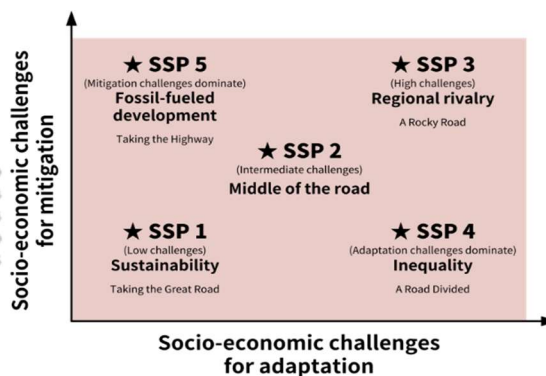 Socio-economic challenges
for mitigation
★ SSP 5
(Mitigation challenges dominate)
Fossil-fueled
development
Taking the Highway
★ SSP 3
(High challenges)
Regional rivalry
A Rocky Road
★ SSP 2
(Intermediate challenges)
Middle of the road
★ SSP 1
(Low challenges)
Sustainability
Taking the Great Road
★ SSP 4
(Adaptation challenges dominate)
Inequality
A Road Divided
Socio-economic challenges
for adaptation